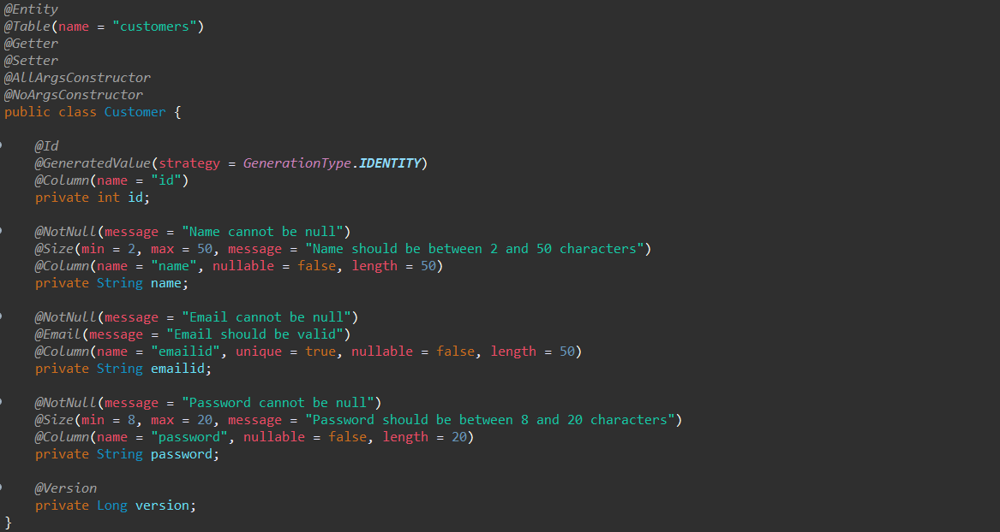 @Entity
@Table(name = "customers")
@Getter
@Setter
@AllArgsConstructor
@NoArgsConstructor
public class Customer {
@Id
@GeneratedValue(strategy = GenerationType.IDENTITY)
@Column(name = "id")
private int id;
@NotNull(message = "Name cannot be null")
@Size(min = 2, max = 50, message = "Name should be between 2 and 50 characters")
@Column(name = "name", nullable = false, length = 50)
private String name;
@NotNull(message = "Email cannot be null")
@Email(message = "Email should be valid")
@Column(name = "emailid", unique = true, nullable = false, length = 50)
private String emailid;
@NotNull(message = "Password cannot be null")
@Size(min = 8, max = 20, message = "Password should be between 8 and 20 characters")
@Column(name = "password", nullable = false, length = 20)
private String password;
@Version
private Long version;
}